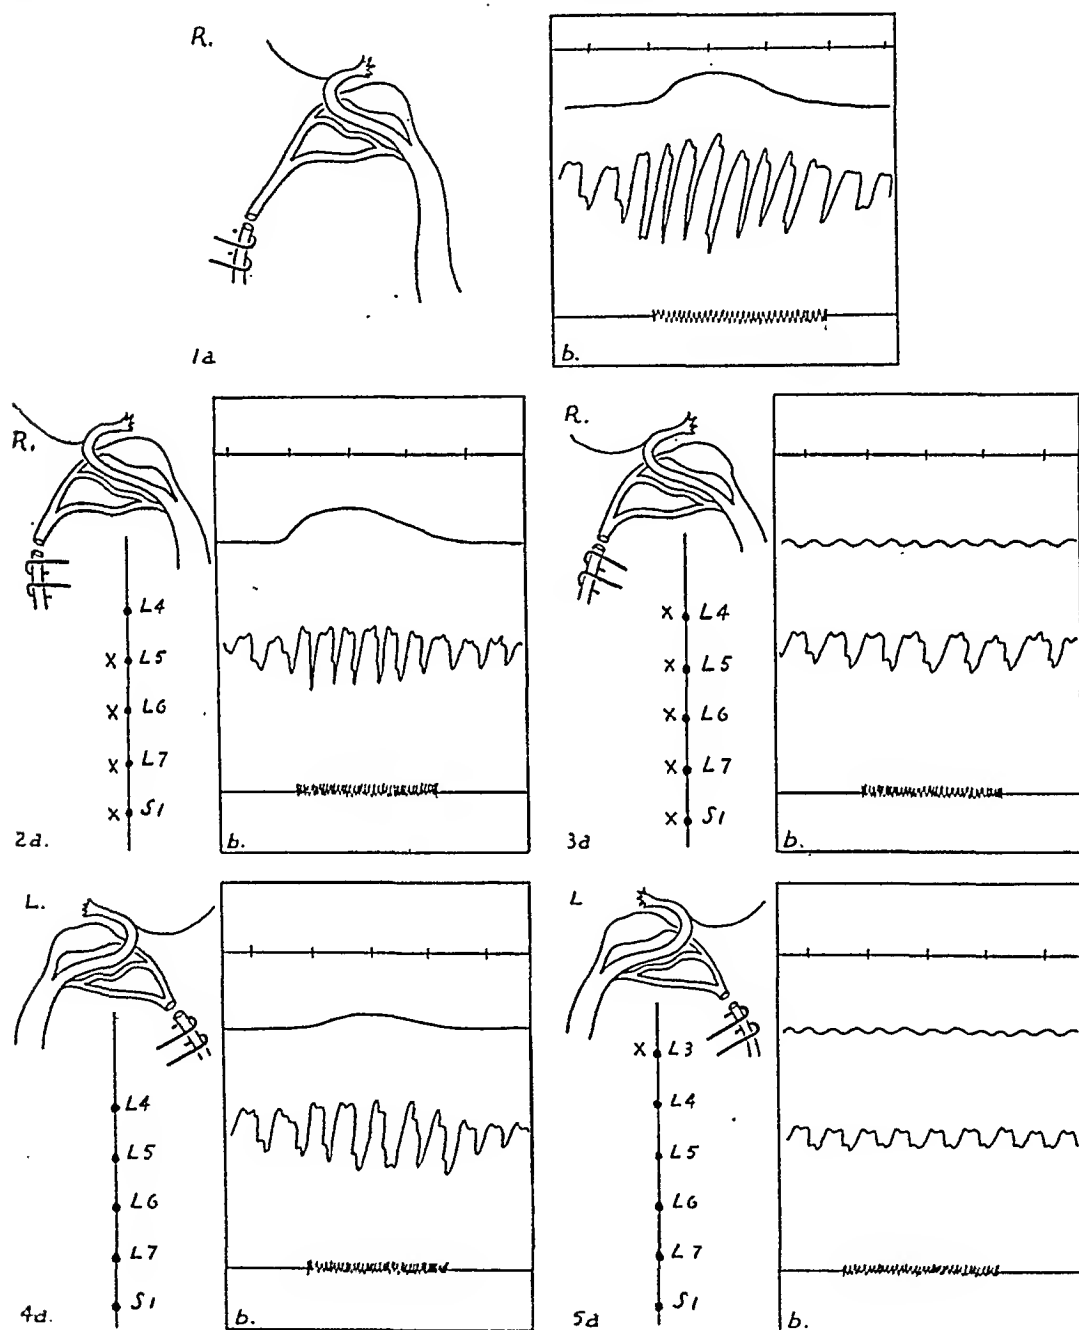 R.
1a
b.
R.
L4
X L5
X L6
X L7
X S1
2a.
b.
R.
X L4
X L5
X L6
X L7
X S1
3a
b.
L.
L4
L5
L6
L7
S1
4a.
b.
L
X L3
L4
L5
L6
L7
S1
5a
b.